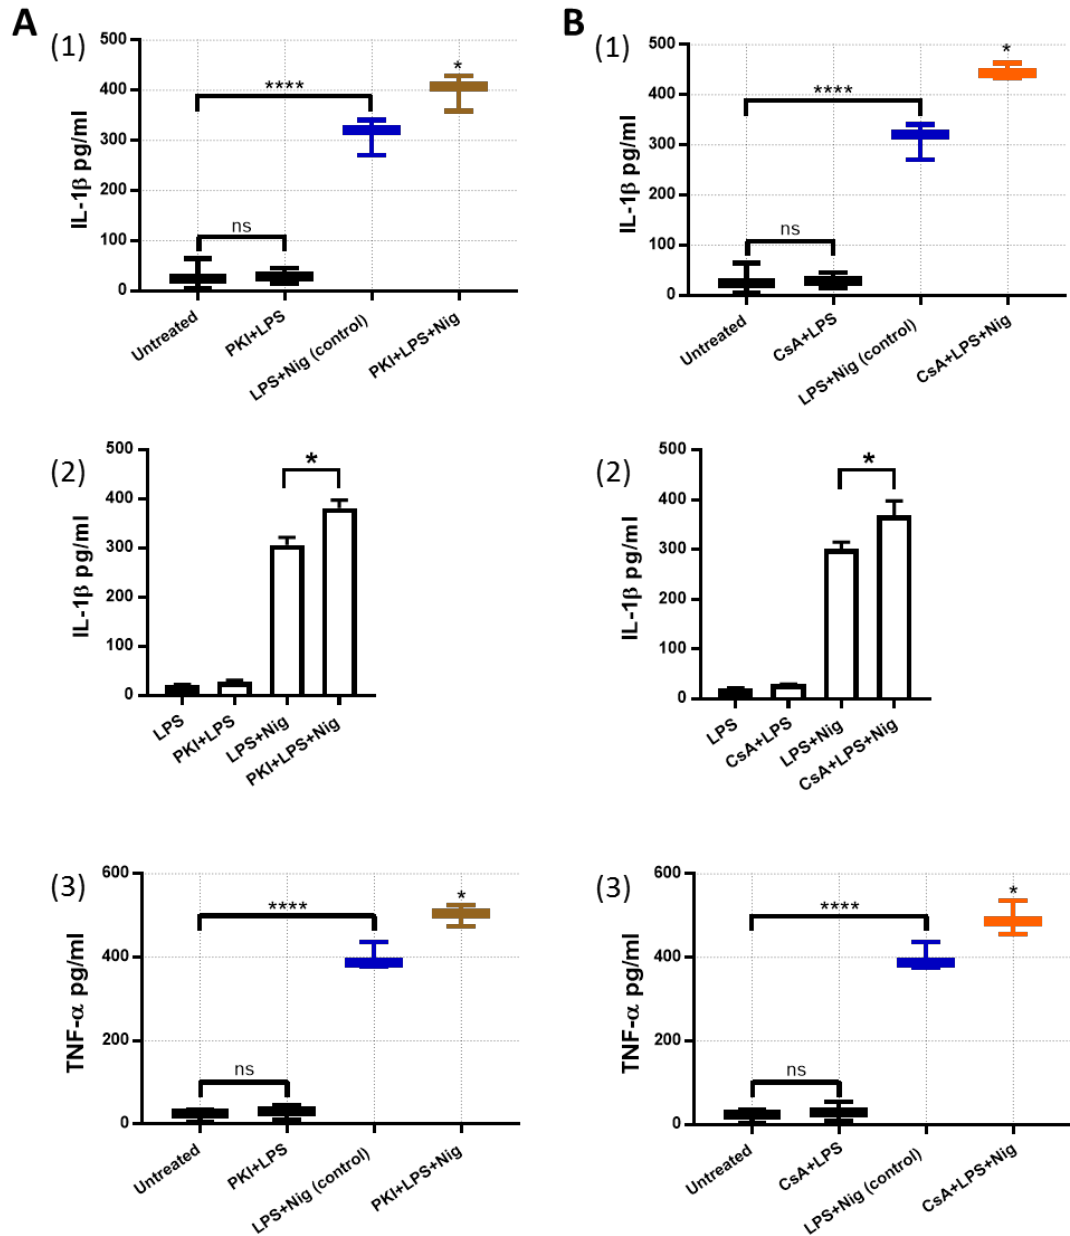 A
(1)
500
400
300
200
100
0
IL-1β pg/ml
****
*
ns
Untreated
PKI+LPS
LPS+Nig (control)
PKI+LPS+Nig
B
(1)
500
400
300
200
100
0
IL-1β pg/ml
****
*
ns
Untreated
CsA+LPS
LPS+Nig (control)
CsA+LPS+Nig
(2)
500
400
300
200
100
0
IL-1β pg/ml
*
LPS
PKI+LPS
LPS+Nig
PKI+LPS+Nig
(2)
500
400
300
200
100
0
IL-1β pg/ml
*
LPS
CsA+LPS
LPS+Nig
CsA+LPS+Nig
(3)
600
400
200
0
TNF-α pg/ml
****
*
ns
Untreated
PKI+LPS
LPS+Nig (control)
PKI+LPS+Nig
(3)
600
400
200
0
TNF-α pg/ml
****
*
ns
Untreated
CsA+LPS
LPS+Nig (control)
CsA+LPS+Nig